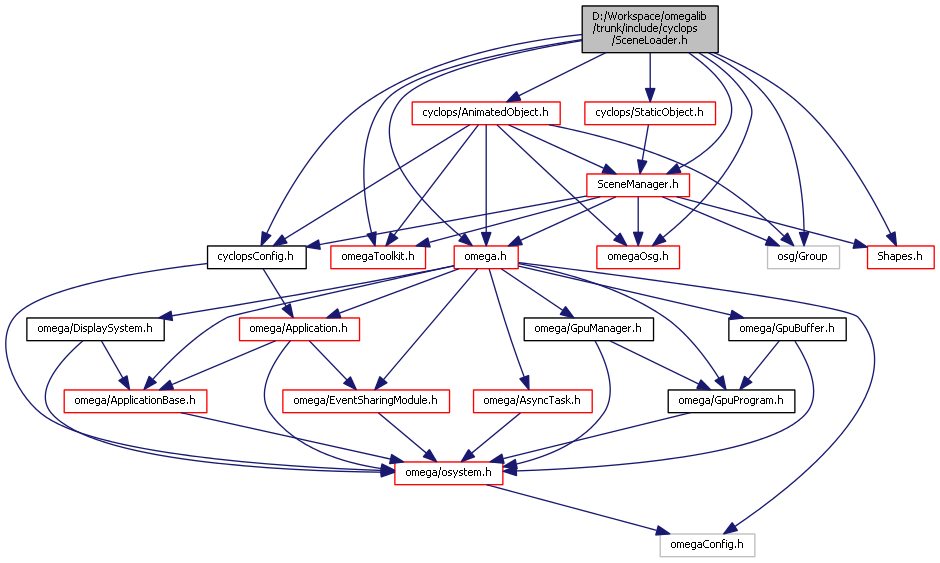 D:/Workspace/omegalib
/trunk/include/cyclops
/SceneLoader.h
cyclops/AnimatedObject.h
cyclops/StaticObject.h
SceneManager.h
cyclopsConfig.h
omegaToolkit.h
omega.h
omegaOsg.h
osg/Group
Shapes.h
omega/DisplaySystem.h
omega/Application.h
omega/GpuManager.h
omega/GpuBuffer.h
omega/ApplicationBase.h
omega/EventSharingModule.h
omega/AsyncTask.h
omega/GpuProgram.h
omega/osystem.h
omegaConfig.h